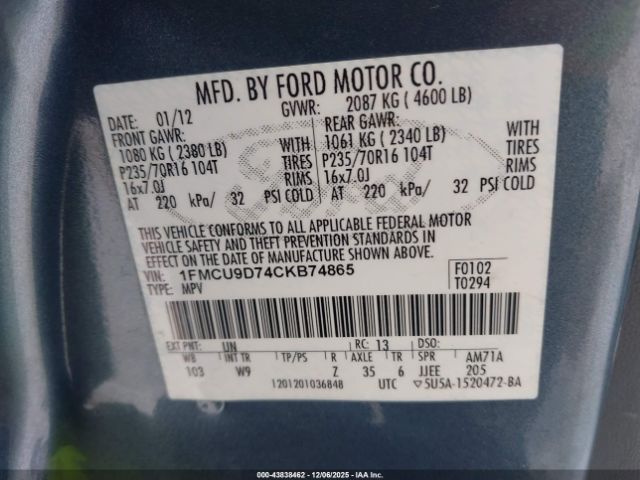 MFD. BY FORD MOTOR CO.
DATE: 01/12 GVWR: 2087 KG ( 4600 LB)
FRONT GAWR: REAR GAWR:
1080 KG ( 2380 LB) WITH 1061 KG ( 2340 LB) WITH
P235/70R16 104T TIRES P235/70R16 104T TIRES
16x7.0J RIMS 16x7.0J RIMS
AT 220 kPa/ 32 PSI COLD AT 220 kPa/ 32 PSI COLD
THIS VEHICLE CONFORMS TO ALL APPLICABLE FEDERAL MOTOR
VEHICLE SAFETY AND THEFT PREVENTION STANDARDS IN
EFFECT ON THE DATE OF MANUFACTURE SHOWN ABOVE.
VIN: 1FMCU9D74CKB74865 F0102
TYPE: MPV T0294
EXT PNT: UN RC: 13 DSO:
WB INT TR TP/PS R AXLE TR SPR AM71A
103 W9 Z 35 6 JJEE 205
1201201036848 UTC 5U5A-1520472-BA
000-43838462 - 12/06/2025 - IAAI.com